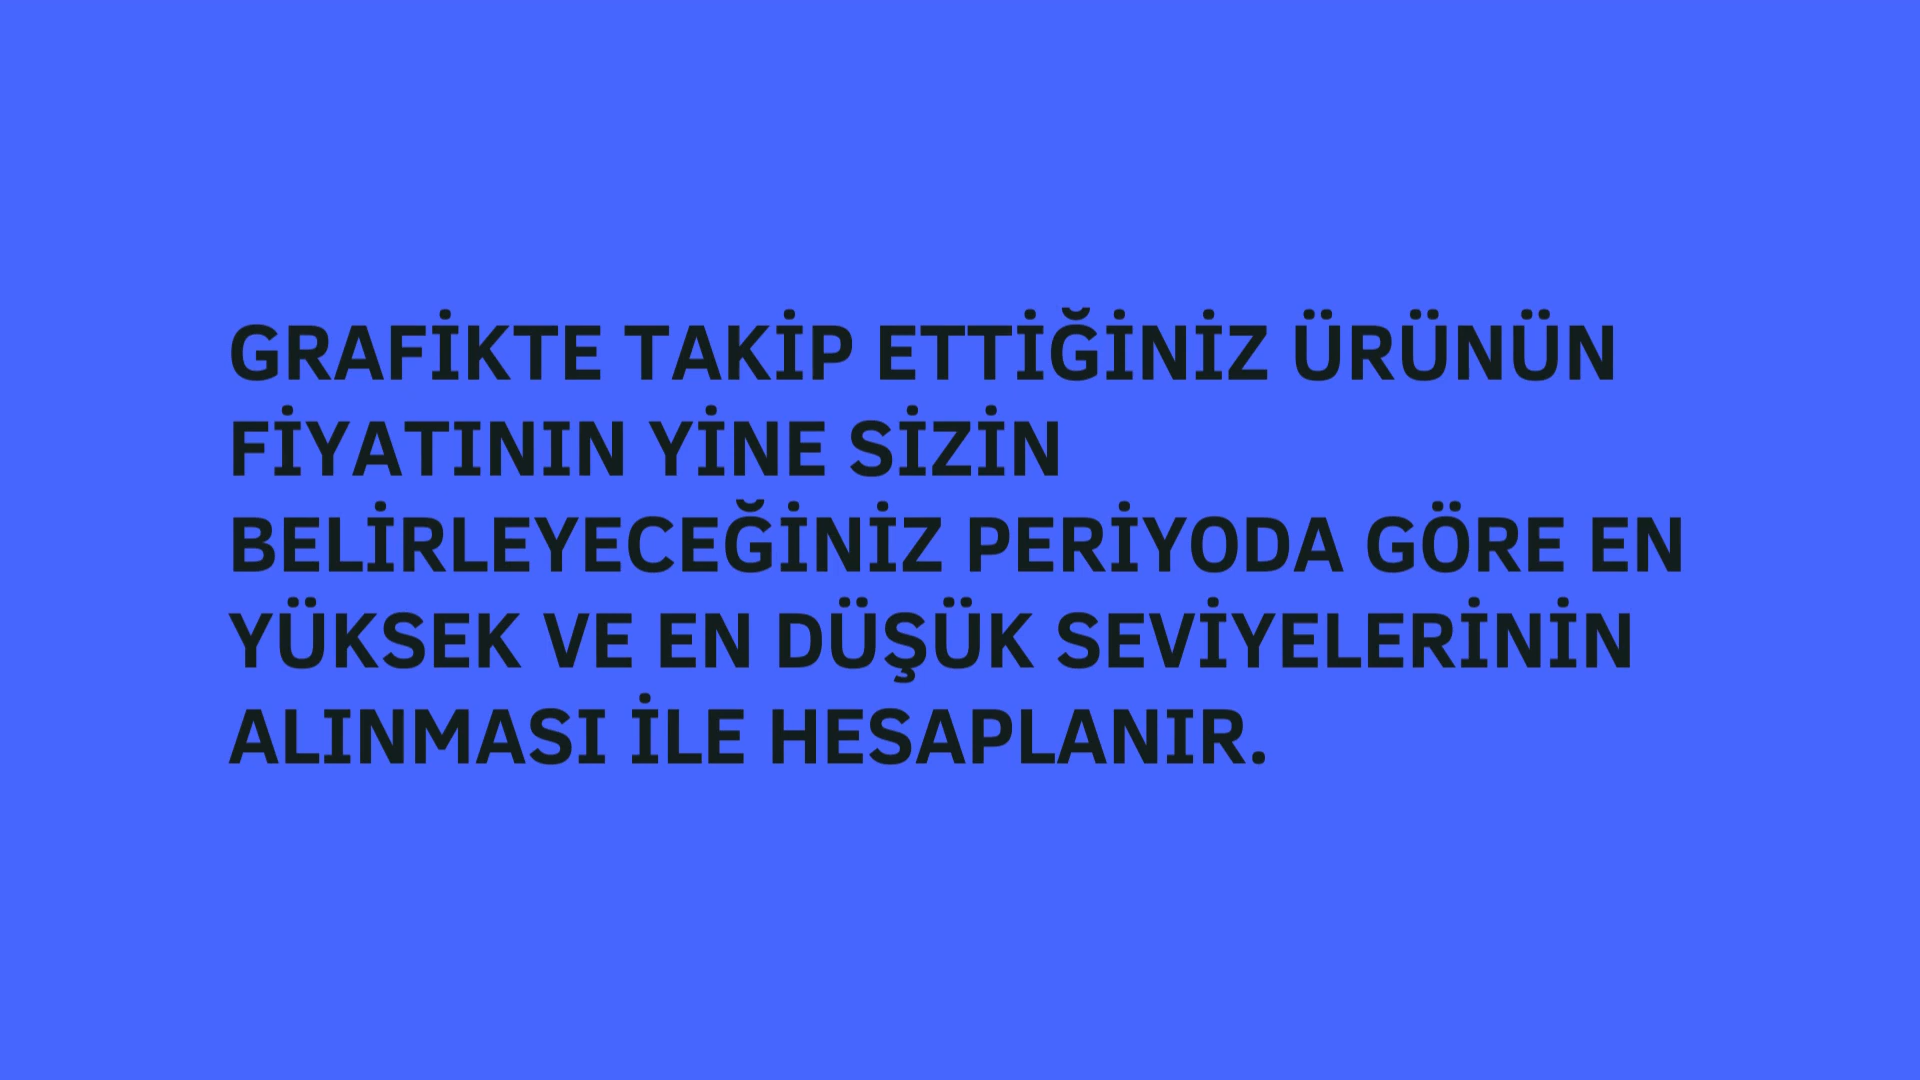 GRAFİKTE TAKİP ETTİĞİNİZ ÜRÜNÜN
FİYATININ YİNE SİZİN
BELİRLEYECEĞİNİZ PERİYODA GÖRE EN
YÜKSEK VE EN DÜŞÜK SEVİYELERİNİN
ALINMASI İLE HESAPLANIR.